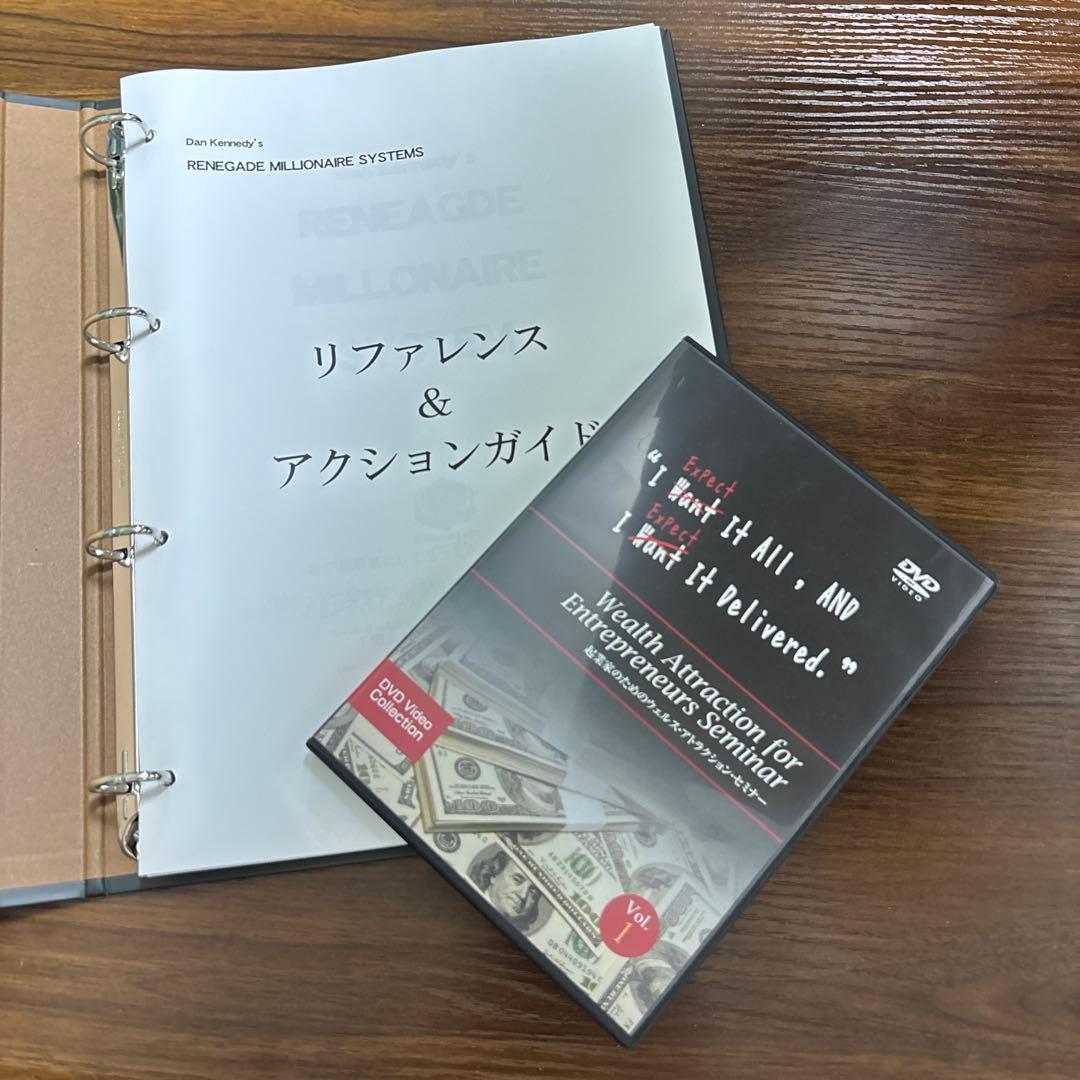 Dan Kennedy's
RENEGADE MILLIONAIRE SYSTEMS
RENEAGDE
MILLONAIRE
リファレンス
&
アクションガイド
Expect
"I Want It All, AND
Expect
I Want It Delivered."
DVD
VIDEO
Wealth Attraction for
Entrepreneurs Seminar
起業家のためのウェルス・アトラクション・セミナー
DVD Video
Collection
Vol.
1